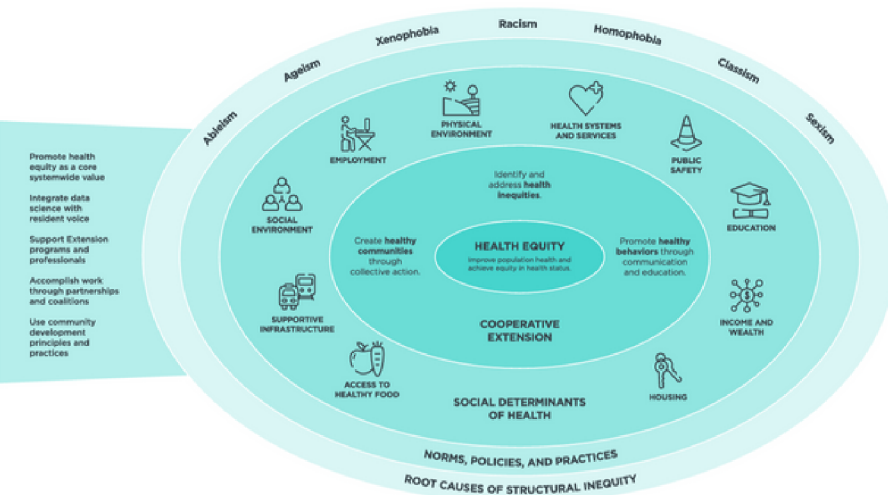 Racism
Xenophobia
Homophobia
Ageism
Classism
Ableism
Sexism
Promote health
equity as a core
systemwide value
Integrate data
science with
resident voice
Support Extension
programs and
professionals
Accomplish work
through partnerships
and coalitions
Use community
development
principles and
practices
PHYSICAL
ENVIRONMENT
HEALTH SYSTEMS
AND SERVICES
EMPLOYMENT
PUBLIC
SAFETY
SOCIAL
ENVIRONMENT
EDUCATION
SUPPORTIVE
INFRASTRUCTURE
INCOME AND
WEALTH
ACCESS TO
HEALTHY FOOD
HOUSING
Identify and
address health
inequities.
Create healthy
communities
through
collective action.
HEALTH EQUITY
Improve population health and
achieve equity in health status.
Promote healthy
behaviors through
communication
and education.
COOPERATIVE
EXTENSION
SOCIAL DETERMINANTS
OF HEALTH
NORMS, POLICIES, AND PRACTICES
ROOT CAUSES OF STRUCTURAL INEQUITY